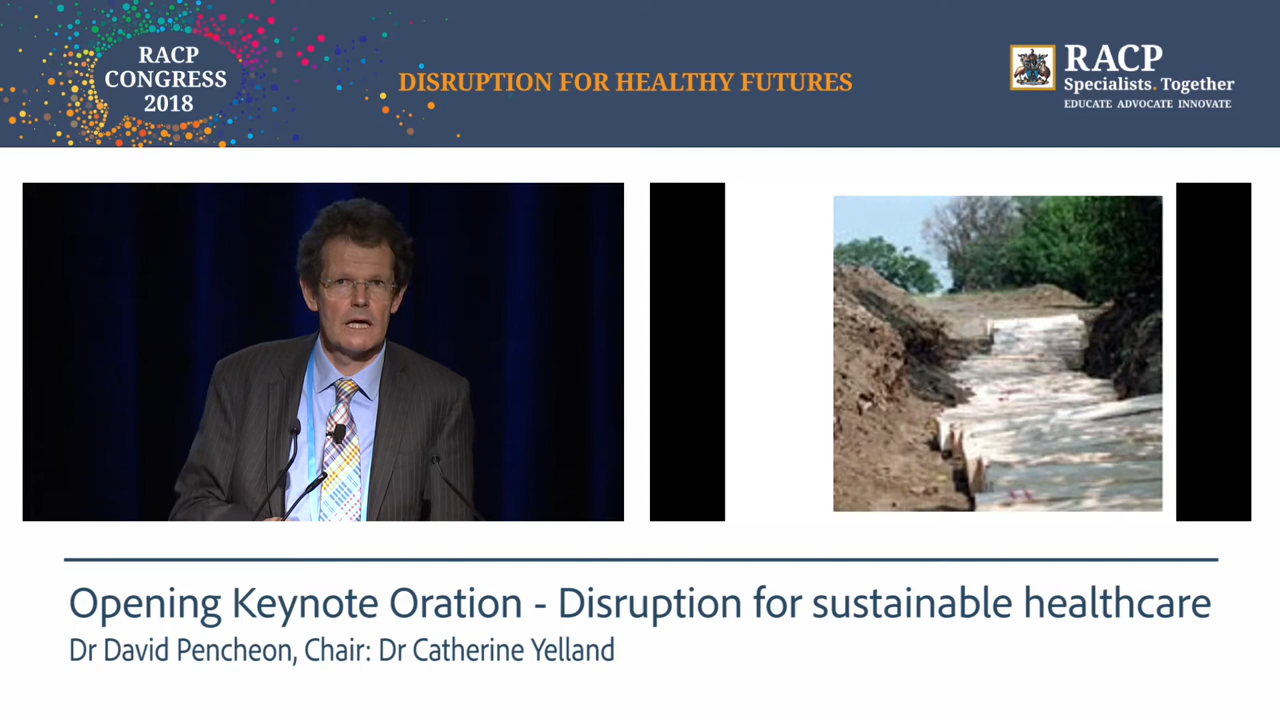 RACP
CONGRESS
2018
DISRUPTION FOR HEALTHY FUTURES
RACP
Specialists. Together
EDUCATE ADVOCATE INNOVATE
Opening Keynote Oration - Disruption for sustainable healthcare
Dr David Pencheon, Chair: Dr Catherine Yelland